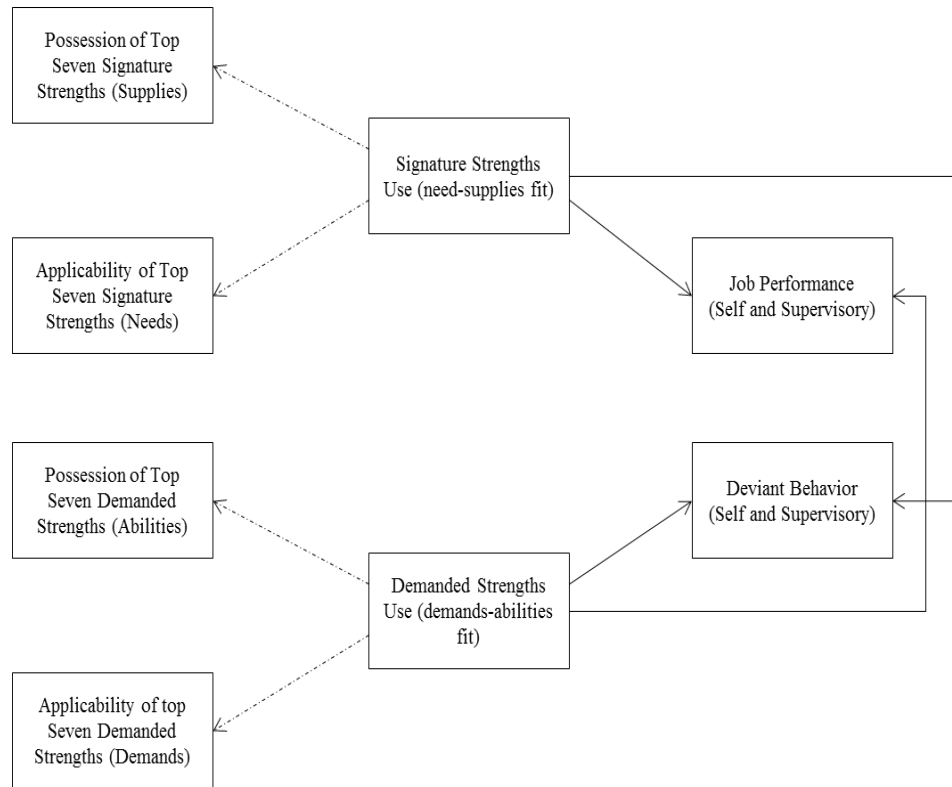 Possession of Top
Seven Signature
Strengths (Supplies)
Signature Strengths
Use (need-supplies fit)
Applicability of Top
Seven Signature
Strengths (Needs)
Job Performance
(Self and Supervisory)
Possession of Top
Seven Demanded
Strengths (Abilities)
Deviant Behavior
(Self and Supervisory)
Demanded Strengths
Use (demands-abilities
fit)
Applicability of top
Seven Demanded
Strengths (Demands)